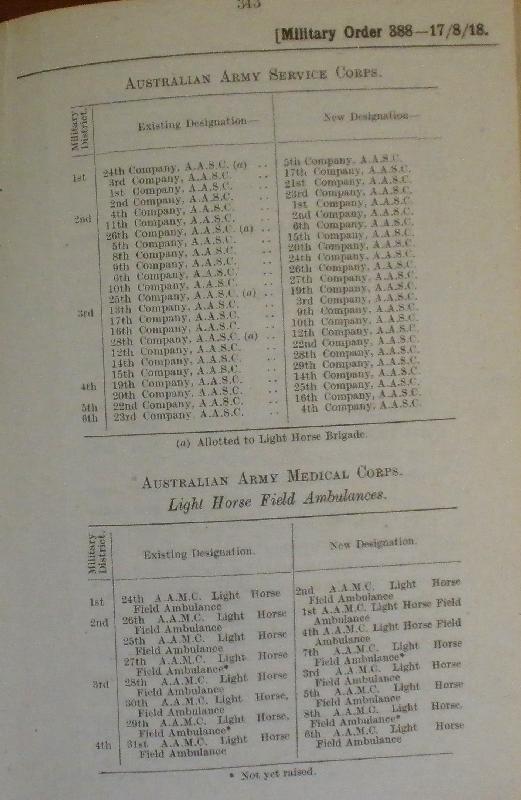 343
[Military Order 388—17/8/18.
AUSTRALIAN ARMY SERVICE CORPS.
Military District.
Existing Designation—
New Designation—
1st 24th Company, A.A.S.C. (a) .. 5th Company, A.A.S.C.
3rd Company, A.A.S.C. .. 17th Company, A.A.S.C.
1st Company, A.A.S.C. .. 21st Company, A.A.S.C.
2nd Company, A.A.S.C. .. 23rd Company, A.A.S.C.
2nd 4th Company, A.A.S.C. .. 1st Company, A.A.S.C.
11th Company, A.A.S.C. .. 2nd Company, A.A.S.C.
26th Company, A.A.S.C. (a) .. 6th Company, A.A.S.C.
5th Company, A.A.S.C. .. 15th Company, A.A.S.C.
8th Company, A.A.S.C. .. 20th Company, A.A.S.C.
9th Company, A.A.S.C. .. 24th Company, A.A.S.C.
6th Company, A.A.S.C. .. 26th Company, A.A.S.C.
10th Company, A.A.S.C. .. 27th Company, A.A.S.C.
25th Company, A.A.S.C. (a) .. 19th Company, A.A.S.C.
3rd 13th Company, A.A.S.C. .. 3rd Company, A.A.S.C.
17th Company, A.A.S.C. .. 9th Company, A.A.S.C.
16th Company, A.A.S.C. .. 10th Company, A.A.S.C.
28th Company, A.A.S.C. (a) .. 12th Company, A.A.S.C.
12th Company, A.A.S.C. .. 22nd Company, A.A.S.C.
14th Company, A.A.S.C. .. 28th Company, A.A.S.C.
15th Company, A.A.S.C. .. 29th Company, A.A.S.C.
4th 19th Company, A.A.S.C. .. 14th Company, A.A.S.C.
20th Company, A.A.S.C. .. 25th Company, A.A.S.C.
5th 22nd Company, A.A.S.C. .. 16th Company, A.A.S.C.
6th 23rd Company, A.A.S.C. .. 4th Company, A.A.S.C.
(a) Allotted to Light Horse Brigade.
AUSTRALIAN ARMY MEDICAL CORPS.
Light Horse Field Ambulances.
Military District.
Existing Designation.
New Designation.
1st 24th A.A.M.C. Light Horse 2nd A.A.M.C. Light Horse
Field Ambulance Field Ambulance
2nd 26th A.A.M.C. Light Horse 1st A.A.M.C. Light Horse Field
Field Ambulance Ambulance
25th A.A.M.C. Light Horse 4th A.A.M.C. Light Horse Field
Field Ambulance Ambulance
27th A.A.M.C. Light Horse 7th A.A.M.C. Light Horse
Field Ambulance* Field Ambulance*
3rd 28th A.A.M.C. Light Horse 3rd A.A.M.C. Light Horse
Field Ambulance Field Ambulance
30th A.A.M.C. Light Horse, 5th A.A.M.C. Light Horse
Field Ambulance Field Ambulance
29th A.A.M.C. Light Horse, 8th A.A.M.C. Light Horse,
Field Ambulance* Field Ambulance*
4th 31st A.A.M.C. Light Horse 6th A.A.M.C. Light Horse
Field Ambulance Field Ambulance
* Not yet raised.